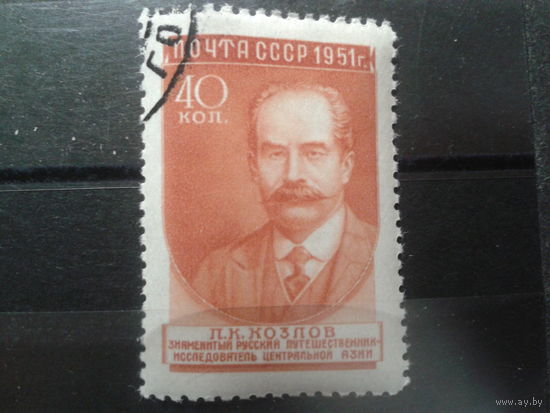 ПОЧТА СССР 1951г.
40
КОП.
П.К.КОЗЛОВ
ЗНАМЕНИТЫЙ РУССКИЙ ПУТЕШЕСТВЕННИК-
ИССЛЕДОВАТЕЛЬ ЦЕНТРАЛЬНОЙ АЗИИ
www.ay.by